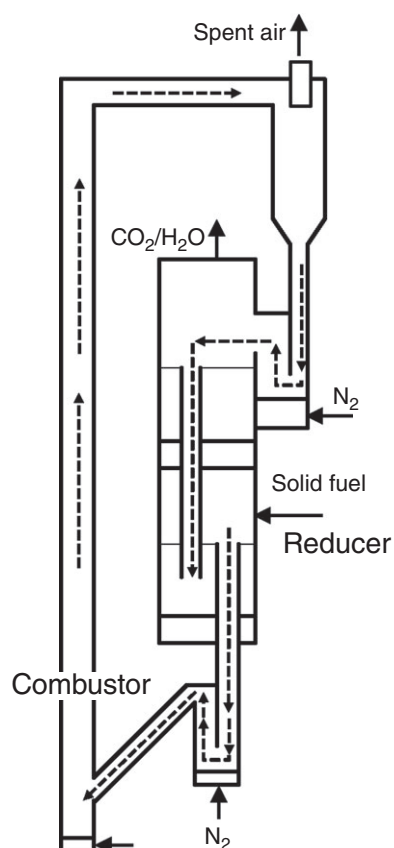 Spent air
CO₂/H₂O
N₂
Solid fuel
Reducer
Combustor
N₂